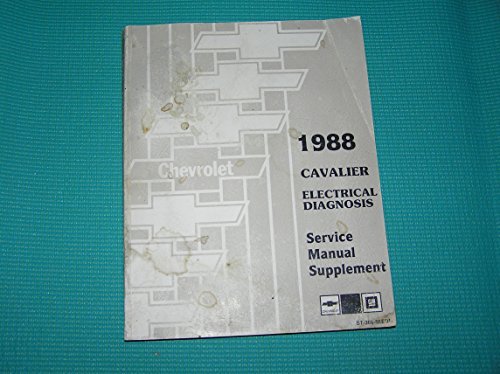 Chevrolet
1988
CAVALIER
ELECTRICAL
DIAGNOSIS
Service
Manual
Supplement